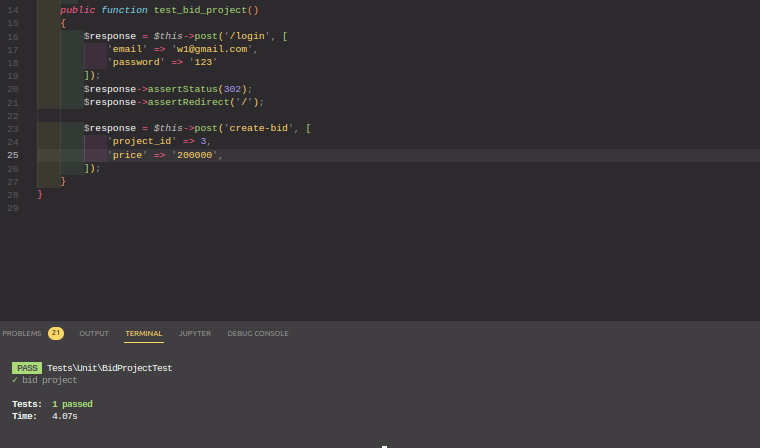 14 public function test_bid_project()
15 {
16 $response = $this->post('/login', [
17 'email' => 'w1@gmail.com',
18 'password' => '123'
19 ]);
20 $response->assertStatus(302);
21 $response->assertRedirect('/');
22
23 $response = $this->post('create-bid', [
24 'project_id' => 3,
25 'price' => '200000',
26 ]);
27 }
28 }
29
PROBLEMS 21 OUTPUT TERMINAL JUPYTER DEBUG CONSOLE
PASS Tests\Unit\BidProjectTest
✓ bid project
Tests: 1 passed
Time: 4.07s